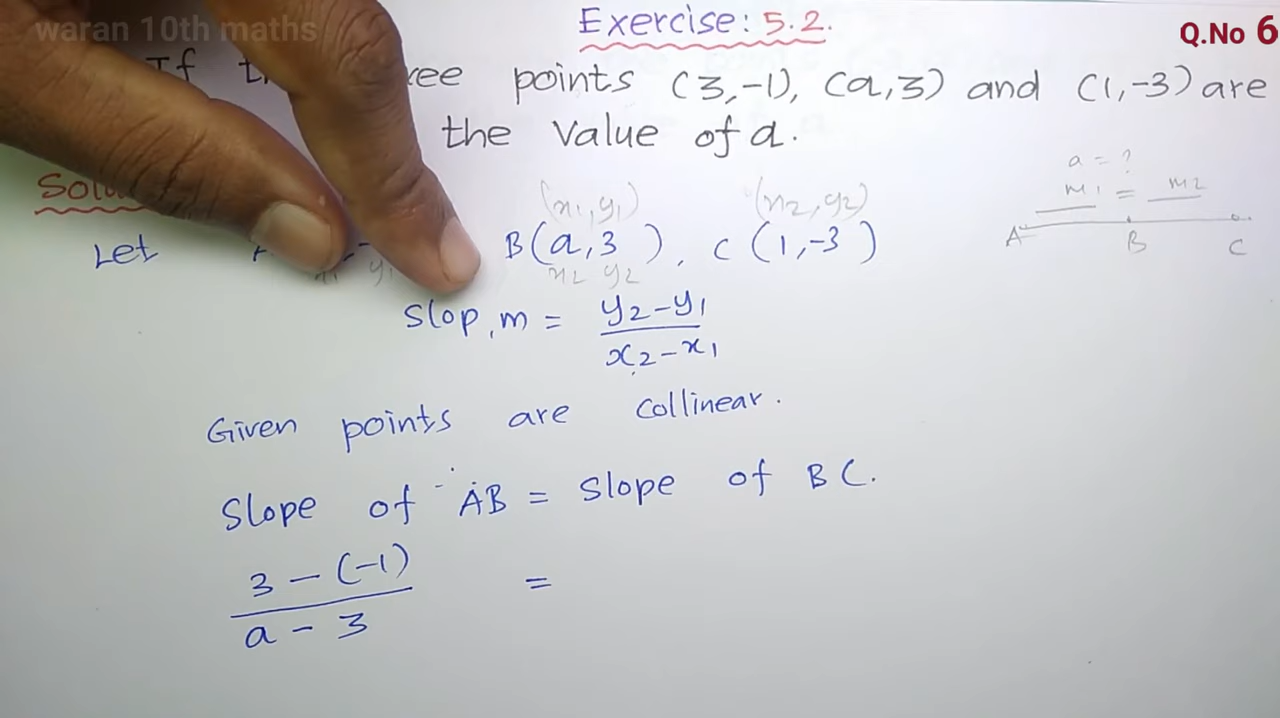 waran 10th maths
Exercise: 5.2.
Q.No 6
If points (3,-1), (a,3) and (1,-3) are
the value of a.
a = ?
m1 = m2
A B C
(x1, y1) (x2, y2)
Let B(a,3), C(1,-3)
x2 y2
Slop, m = y2-y1
x2-x1
Given points are collinear.
Slope of AB = Slope of BC.
3-(-1) =
a-3